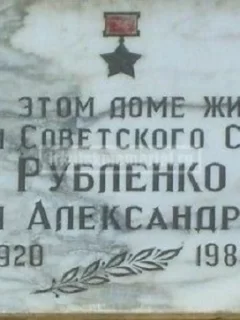 ЭТОМ ДОМЕ ЖИ
СОВЕТСКОГО С
РУБЛЕНКО
АЛЕКСАНДР
920 198